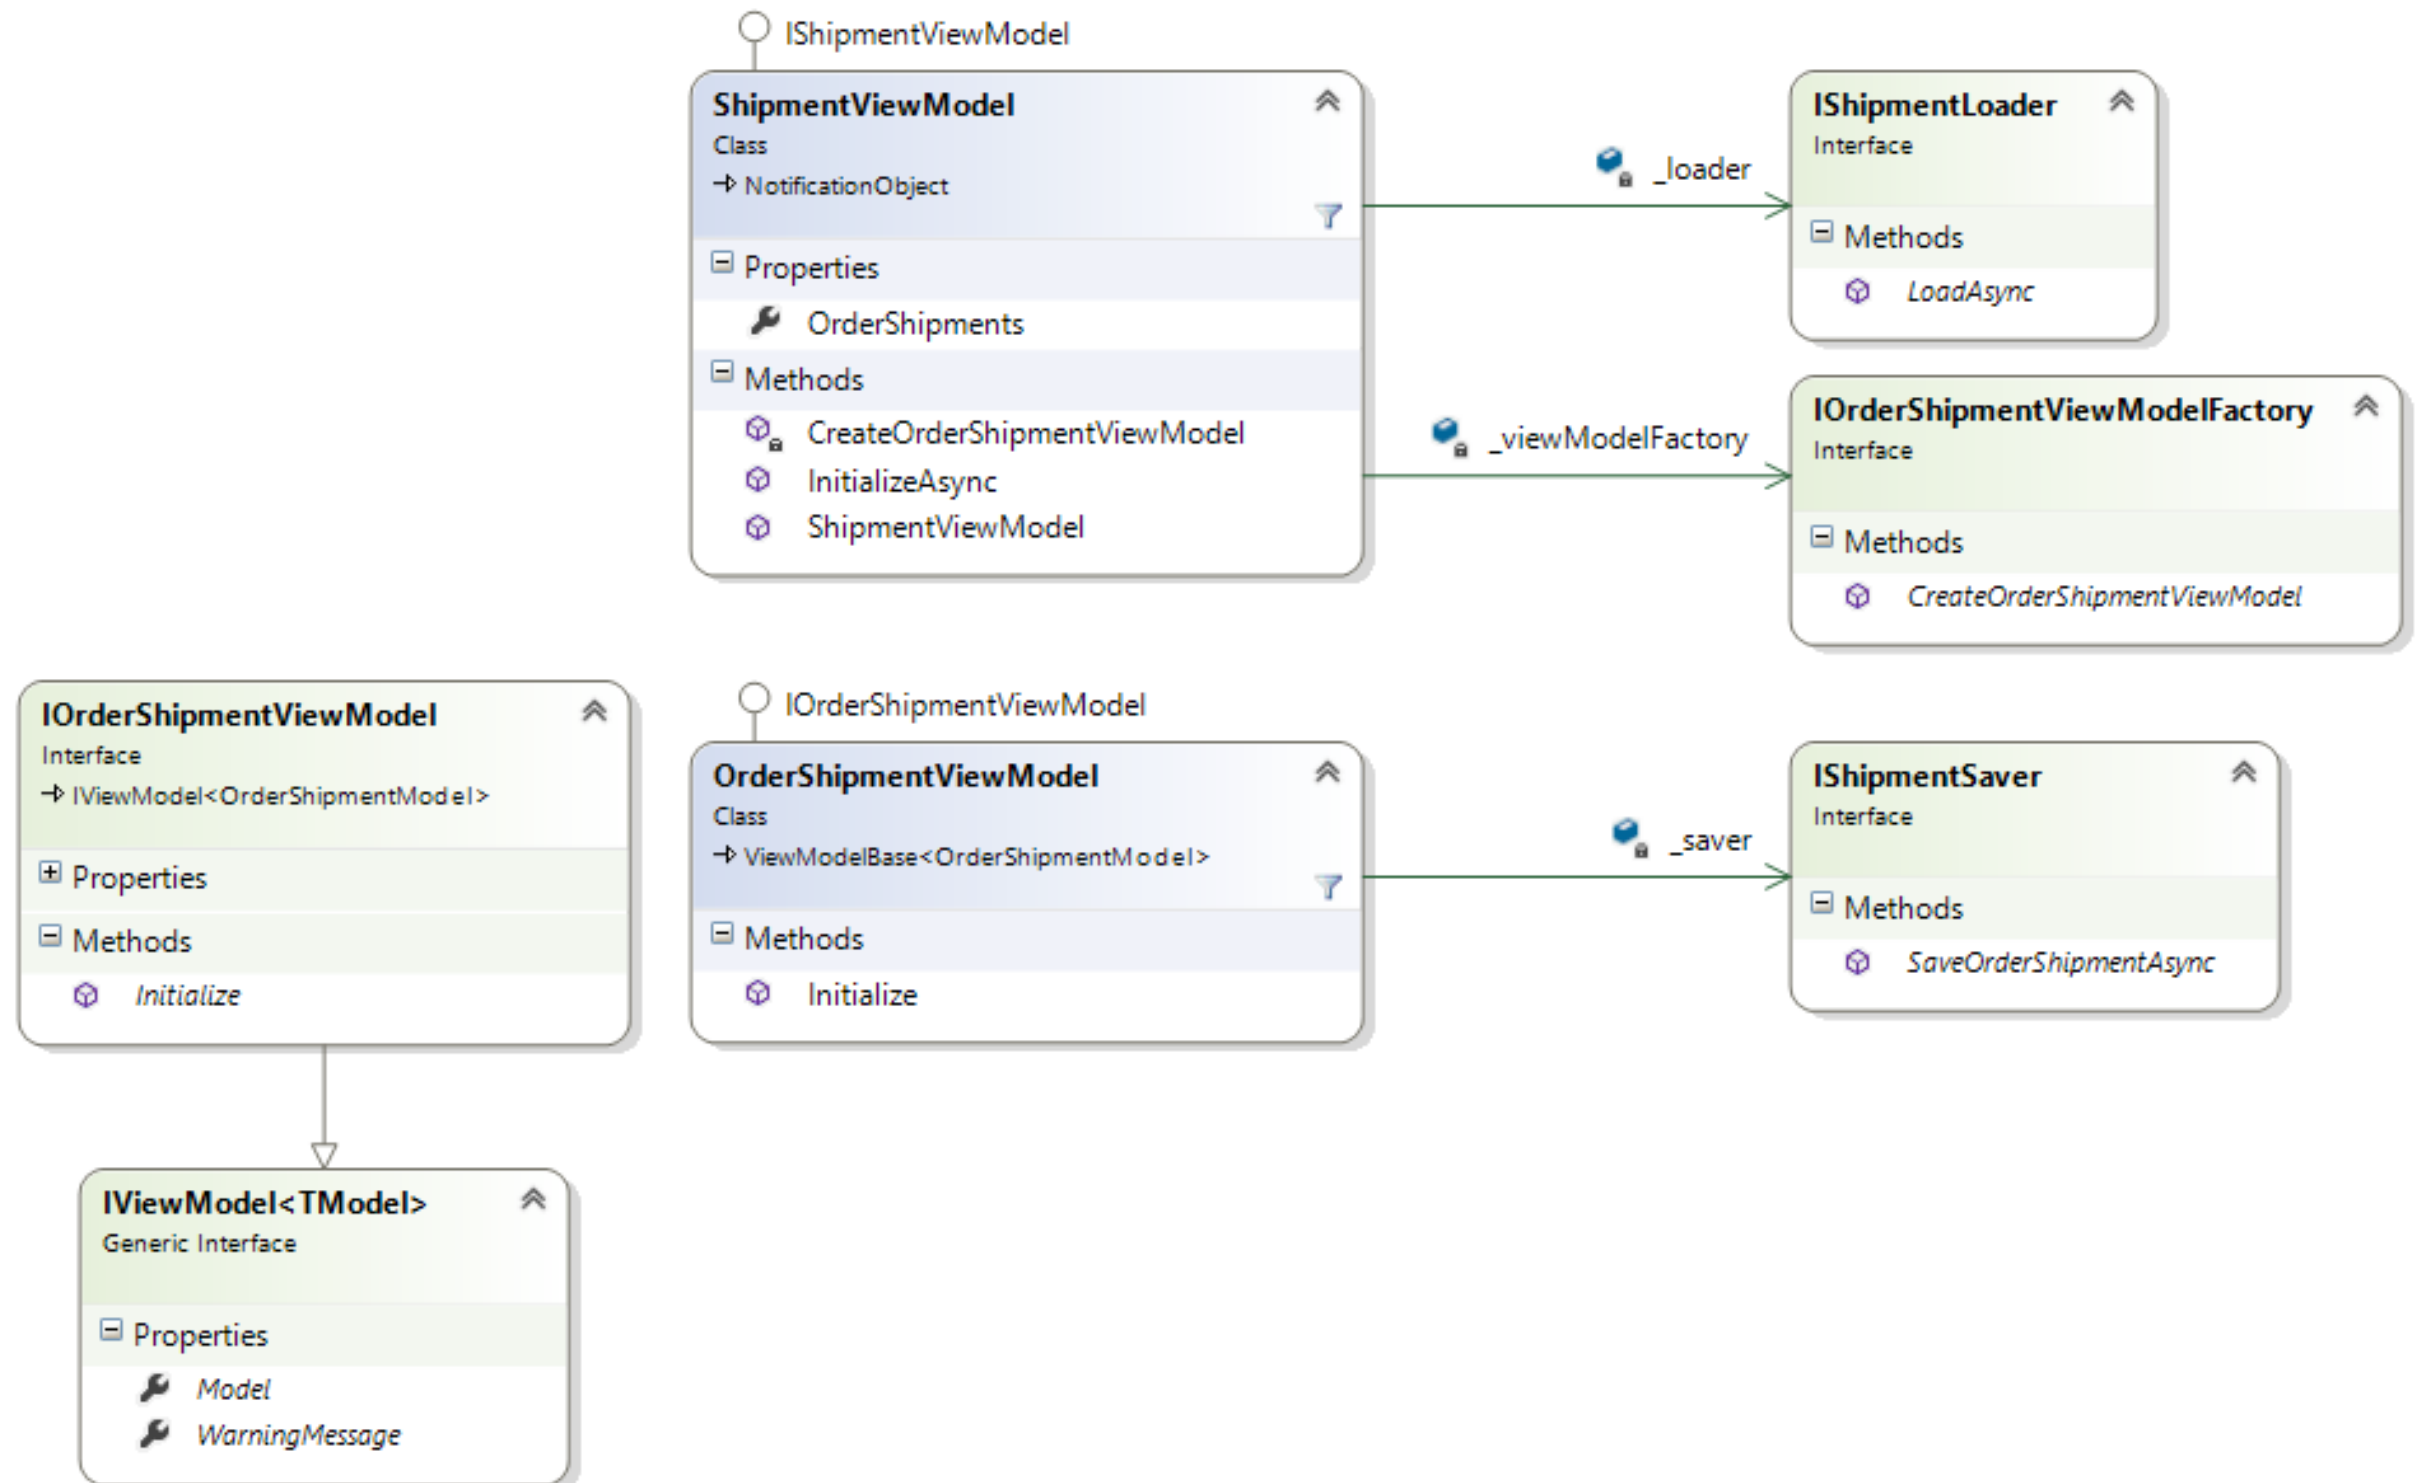 IShipmentViewModel
ShipmentViewModel
Class
NotificationObject
Properties
OrderShipments
Methods
CreateOrderShipmentViewModel
InitializeAsync
ShipmentViewModel
_loader
IShipmentLoader
Interface
Methods
LoadAsync
_viewModelFactory
IOrderShipmentViewModelFactory
Interface
Methods
CreateOrderShipmentViewModel
IOrderShipmentViewModel
Interface
IViewModel<OrderShipmentModel>
Properties
Methods
Initialize
IOrderShipmentViewModel
OrderShipmentViewModel
Class
ViewModelBase<OrderShipmentModel>
Methods
Initialize
_saver
IShipmentSaver
Interface
Methods
SaveOrderShipmentAsync
IViewModel<TModel>
Generic Interface
Properties
Model
WarningMessage